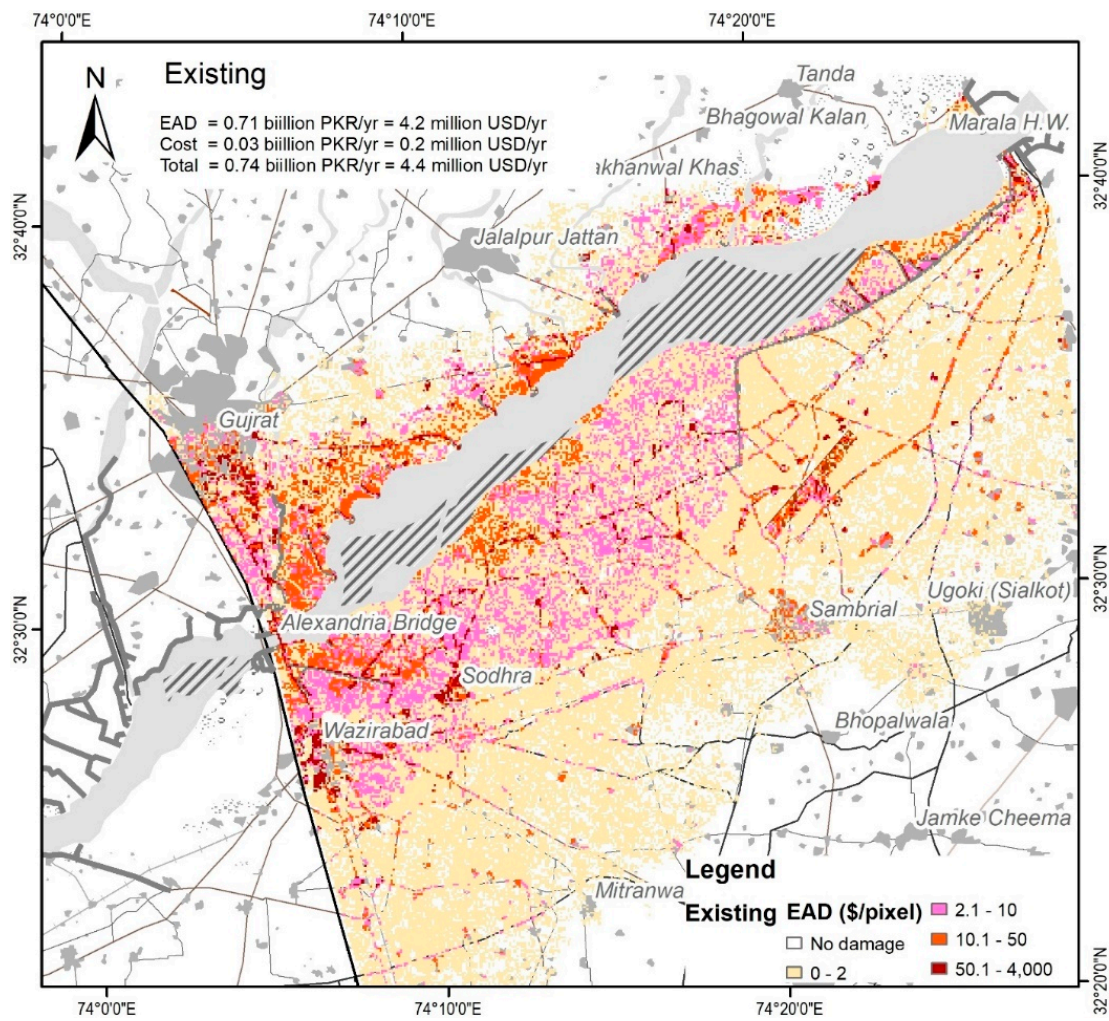 74°0'0"E
74°10'0"E
74°20'0"E
N
Existing
EAD = 0.71 biillion PKR/yr = 4.2 million USD/yr
Cost = 0.03 biillion PKR/yr = 0.2 million USD/yr
Total = 0.74 biillion PKR/yr = 4.4 million USD/yr
Tanda
Bhagowal Kalan
Marala H.W.
akhanwal Khas
32°40'0"N
32°40'0"N
Jalalpur Jattan
Gujrat
32°30'0"N
32°30'0"N
Alexandria Bridge
Sambrial
Ugoki (Sialkot)
Sodhra
Wazirabad
Bhopalwala
Jamke Cheema
Mitranwa
Legend
Existing EAD ($/pixel)
No damage
0 - 2
2.1 - 10
10.1 - 50
50.1 - 4,000
32°20'0"N
74°0'0"E
74°10'0"E
74°20'0"E